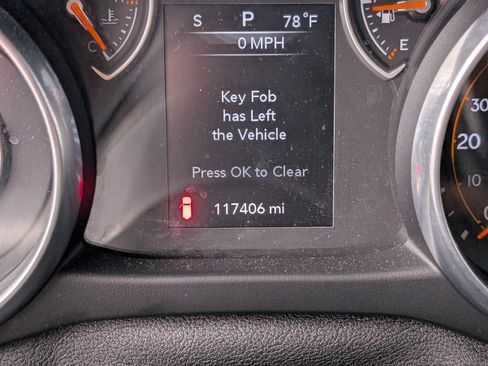 S P 78°F
0 MPH
Key Fob
has Left
the Vehicle
Press OK to Clear
117406 mi
C
E
30
20
10